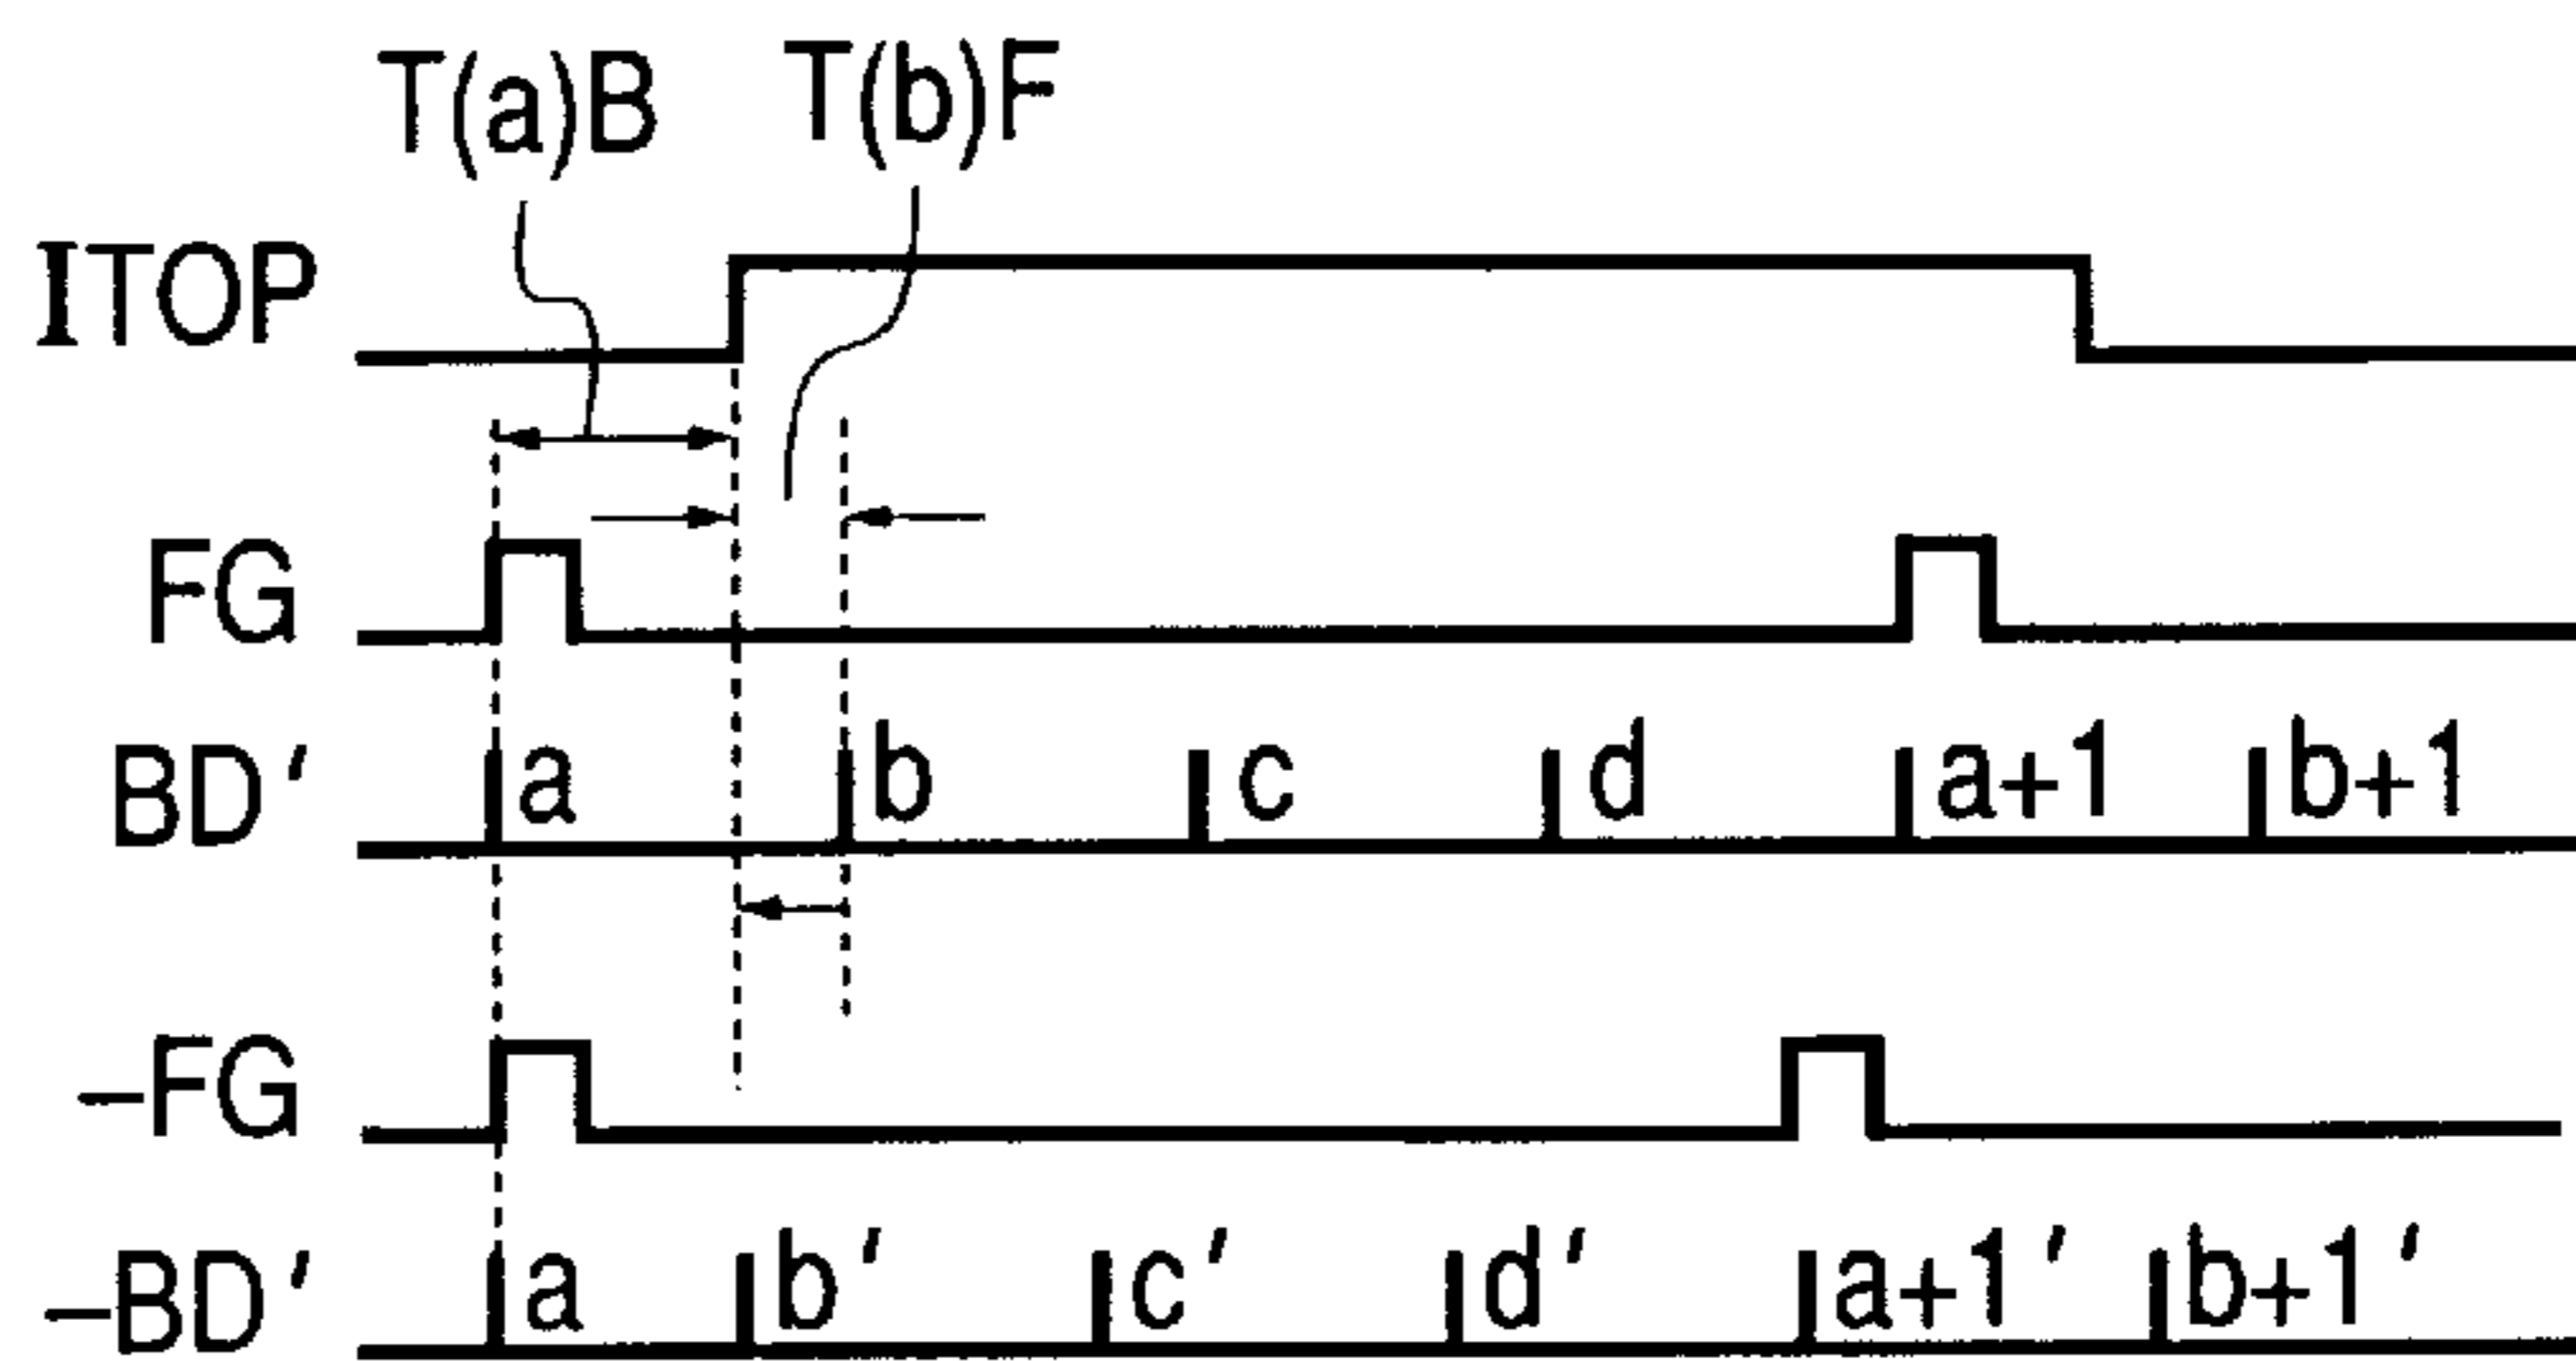 T(a)B T(b)F
ITOP
FG
BD' a b c d a+1 b+1
–FG
–BD' a b' c' d' a+1' b+1'